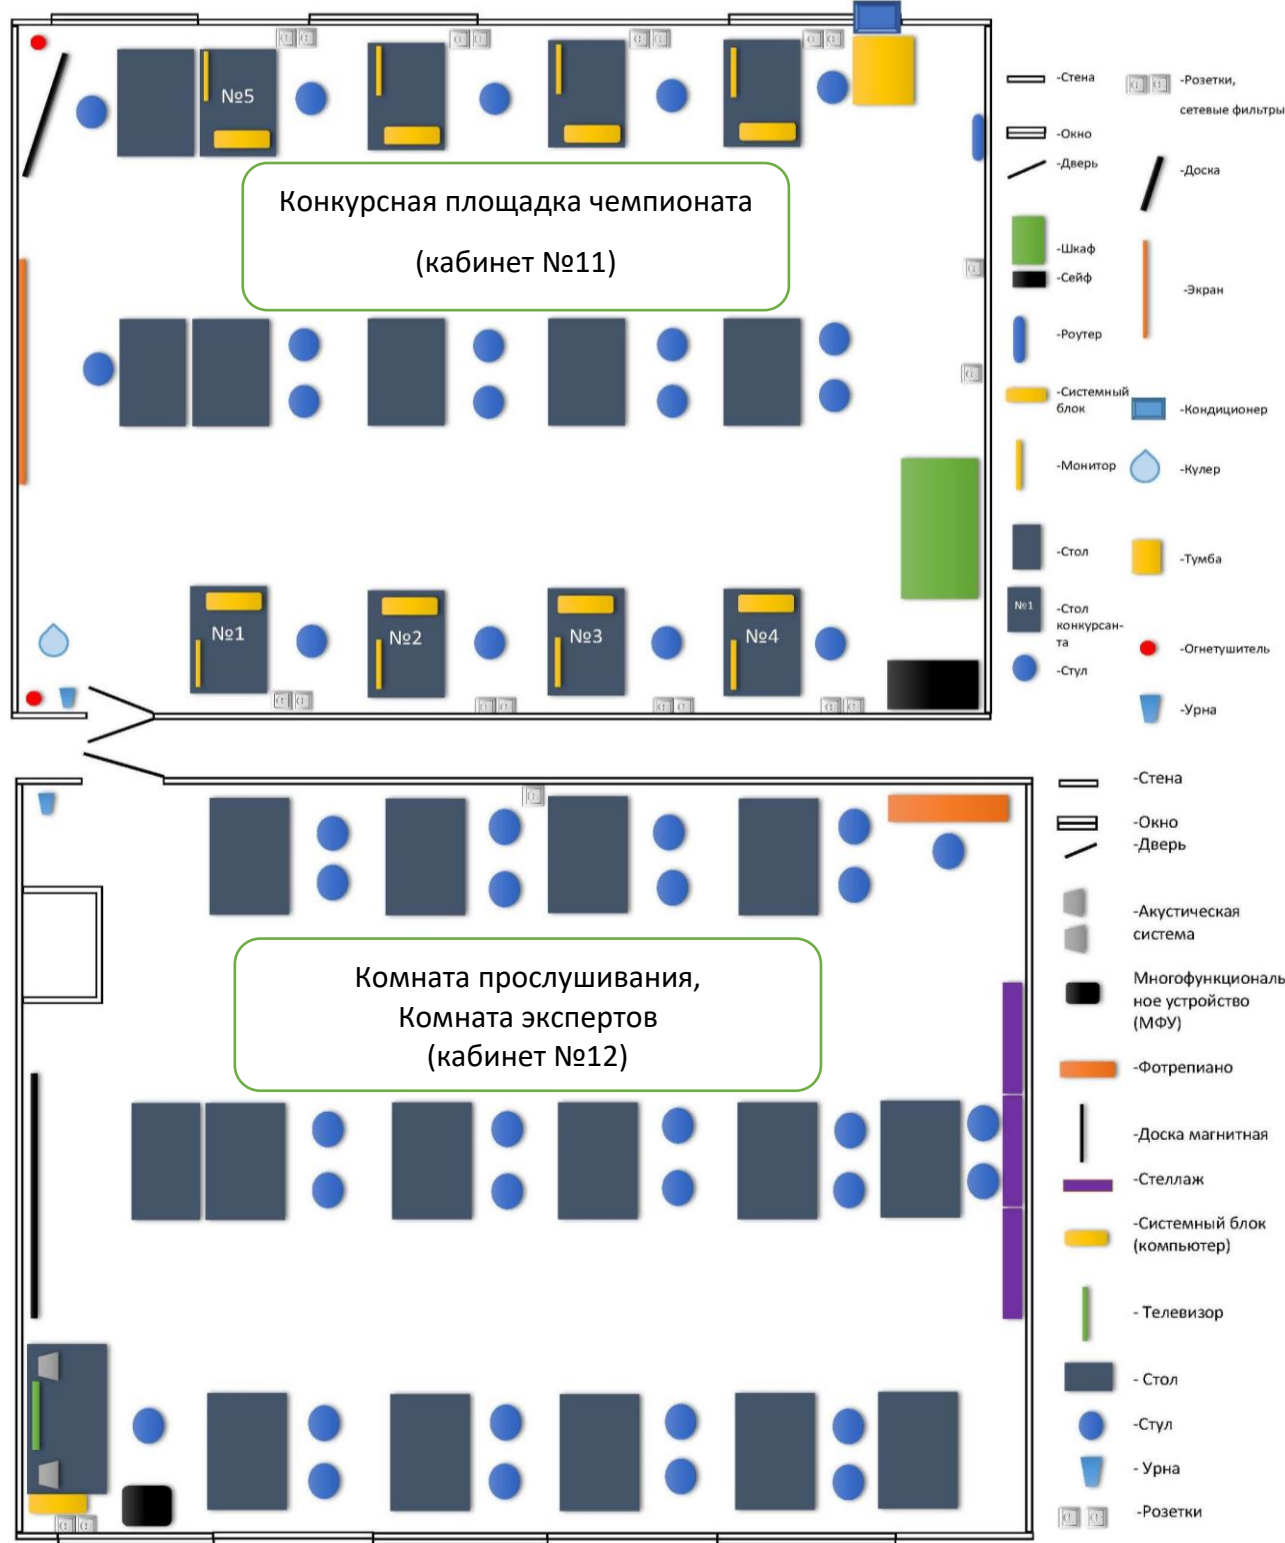 №5
Конкурсная площадка чемпионата
(кабинет №11)
№1
№2
№3
№4
-Стена
-Розетки,
сетевые фильтры
-Окно
-Дверь
-Доска
-Шкаф
-Сейф
-Экран
-Роутер
-Системный
блок
-Кондиционер
-Монитор
-Кулер
-Стол
-Тумба
№1
-Стол
конкурсан-
та
-Огнетушитель
-Стул
-Урна
Комната прослушивания,
Комната экспертов
(кабинет №12)
-Стена
-Окно
-Дверь
-Акустическая
система
Многофункциональ
ное устройство
(МФУ)
-Фотрепиано
-Доска магнитная
-Стеллаж
-Системный блок
(компьютер)
- Телевизор
- Стол
-Стул
- Урна
-Розетки